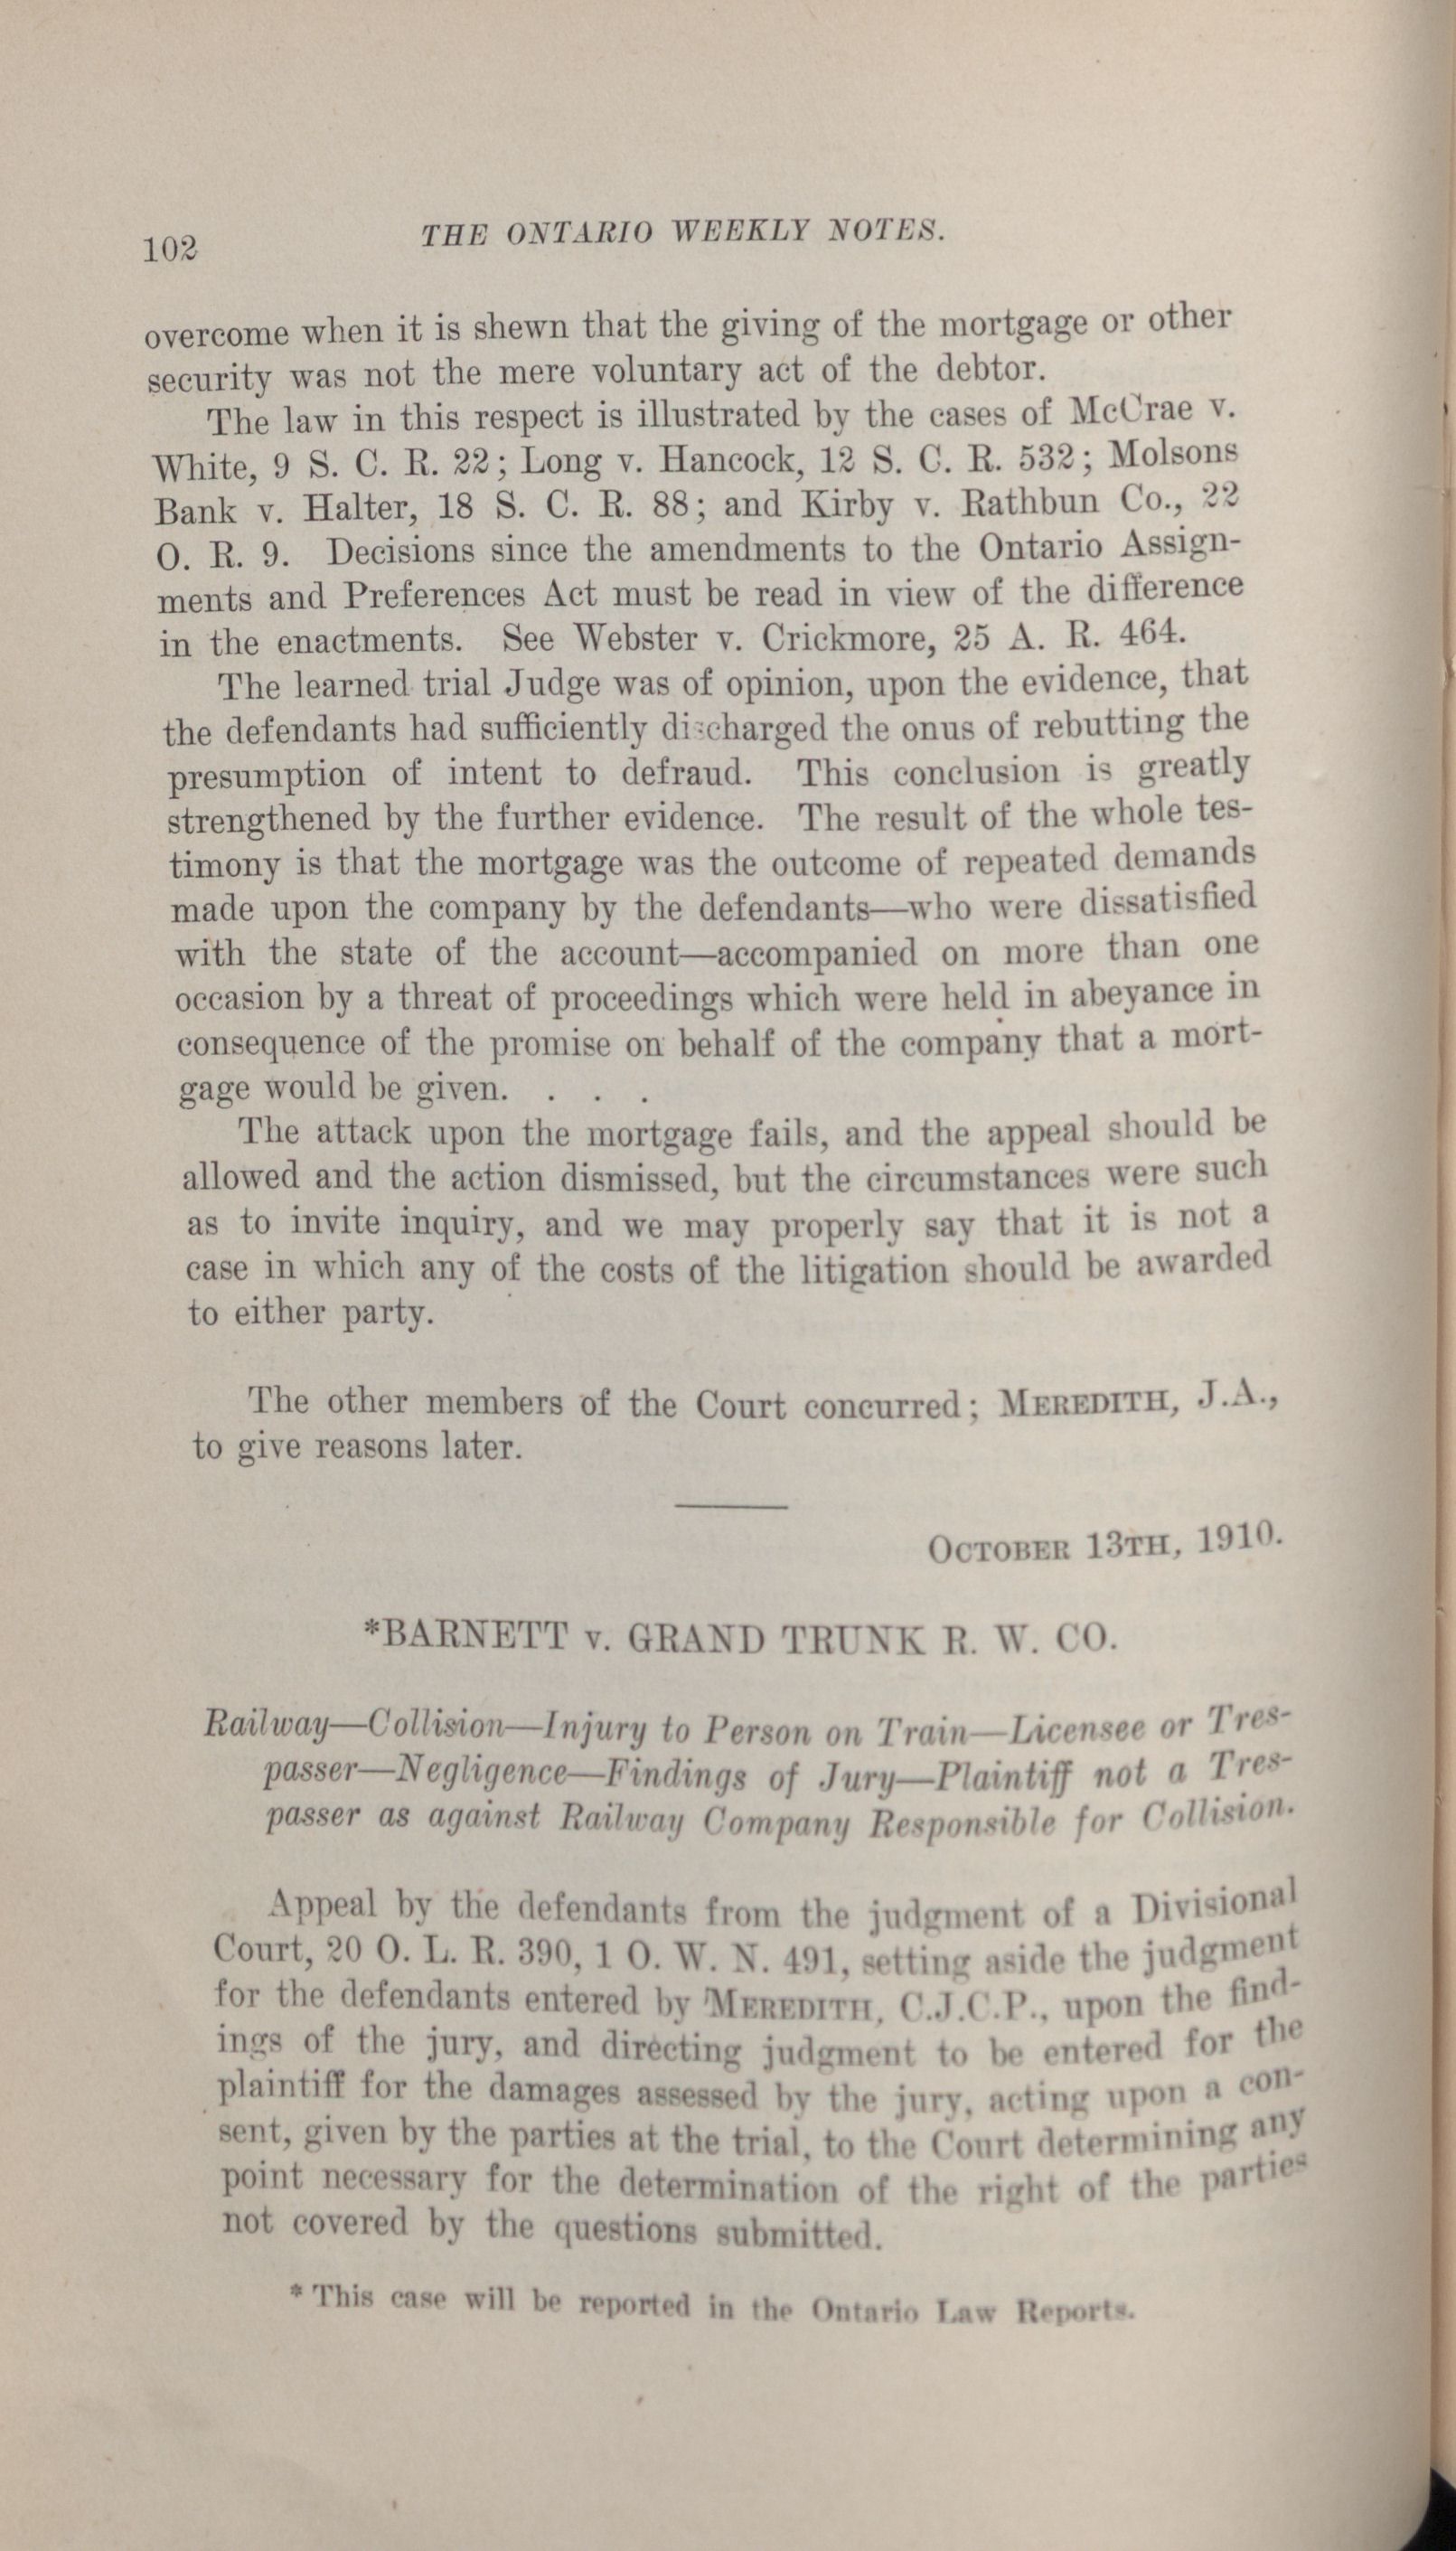 102
THE ONTARIO WEEKLY NOTES.
overcome when it is shewn that the giving of the mortgage or other
security was not the mere voluntary act of the debtor.
The law in this respect is illustrated by the cases of McCrae v.
White, 9 S. C. R. 22; Long v. Hancock, 12 S. C. R. 532; Molsons
Bank v. Halter, 18 S. C. R. 88; and Kirby v. Rathbun Co., 22
O. R. 9. Decisions since the amendments to the Ontario Assign-
ments and Preferences Act must be read in view of the difference
in the enactments. See Webster v. Crickmore, 25 A. R. 464.
The learned trial Judge was of opinion, upon the evidence, that
the defendants had sufficiently discharged the onus of rebutting the
presumption of intent to defraud. This conclusion is greatly
strengthened by the further evidence. The result of the whole tes-
timony is that the mortgage was the outcome of repeated demands
made upon the company by the defendants—who were dissatisfied
with the state of the account—accompanied on more than one
occasion by a threat of proceedings which were held in abeyance in
consequence of the promise on behalf of the company that a mort-
gage would be given. . . .
The attack upon the mortgage fails, and the appeal should be
allowed and the action dismissed, but the circumstances were such
as to invite inquiry, and we may properly say that it is not a
case in which any of the costs of the litigation should be awarded
to either party.
The other members of the Court concurred; MEREDITH, J.A.,
to give reasons later.
OCTOBER 13TH, 1910.
*BARNETT v. GRAND TRUNK R. W. CO.
Railway—Collision—Injury to Person on Train—Licensee or Tres-
passer—Negligence—Findings of Jury—Plaintiff not a Tres-
passer as against Railway Company Responsible for Collision.
Appeal by the defendants from the judgment of a Divisional
Court, 20 O. L. R. 390, 1 O. W. N. 491, setting aside the judgment
for the defendants entered by MEREDITH, C.J.C.P., upon the find-
ings of the jury, and directing judgment to be entered for the
plaintiff for the damages assessed by the jury, acting upon a con-
sent, given by the parties at the trial, to the Court determining any
point necessary for the determination of the right of the parties
not covered by the questions submitted.
* This case will be reported in the Ontario Law Reports.